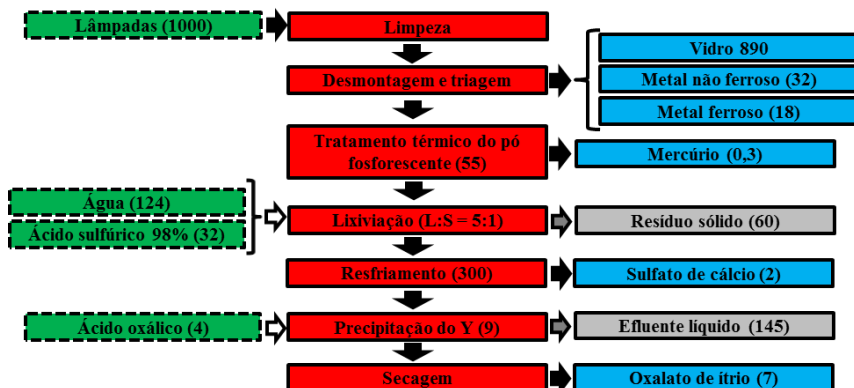 Lâmpadas (1000)
Limpeza
Desmontagem e triagem
Vidro 890
Metal não ferroso (32)
Metal ferroso (18)
Tratamento térmico do pó
fosforescente (55)
Mercúrio (0,3)
Água (124)
Ácido sulfúrico 98% (32)
Lixiviação (L:S = 5:1)
Resíduo sólido (60)
Resfriamento (300)
Sulfato de cálcio (2)
Ácido oxálico (4)
Precipitação do Y (9)
Efluente líquido (145)
Secagem
Oxalato de ítrio (7)